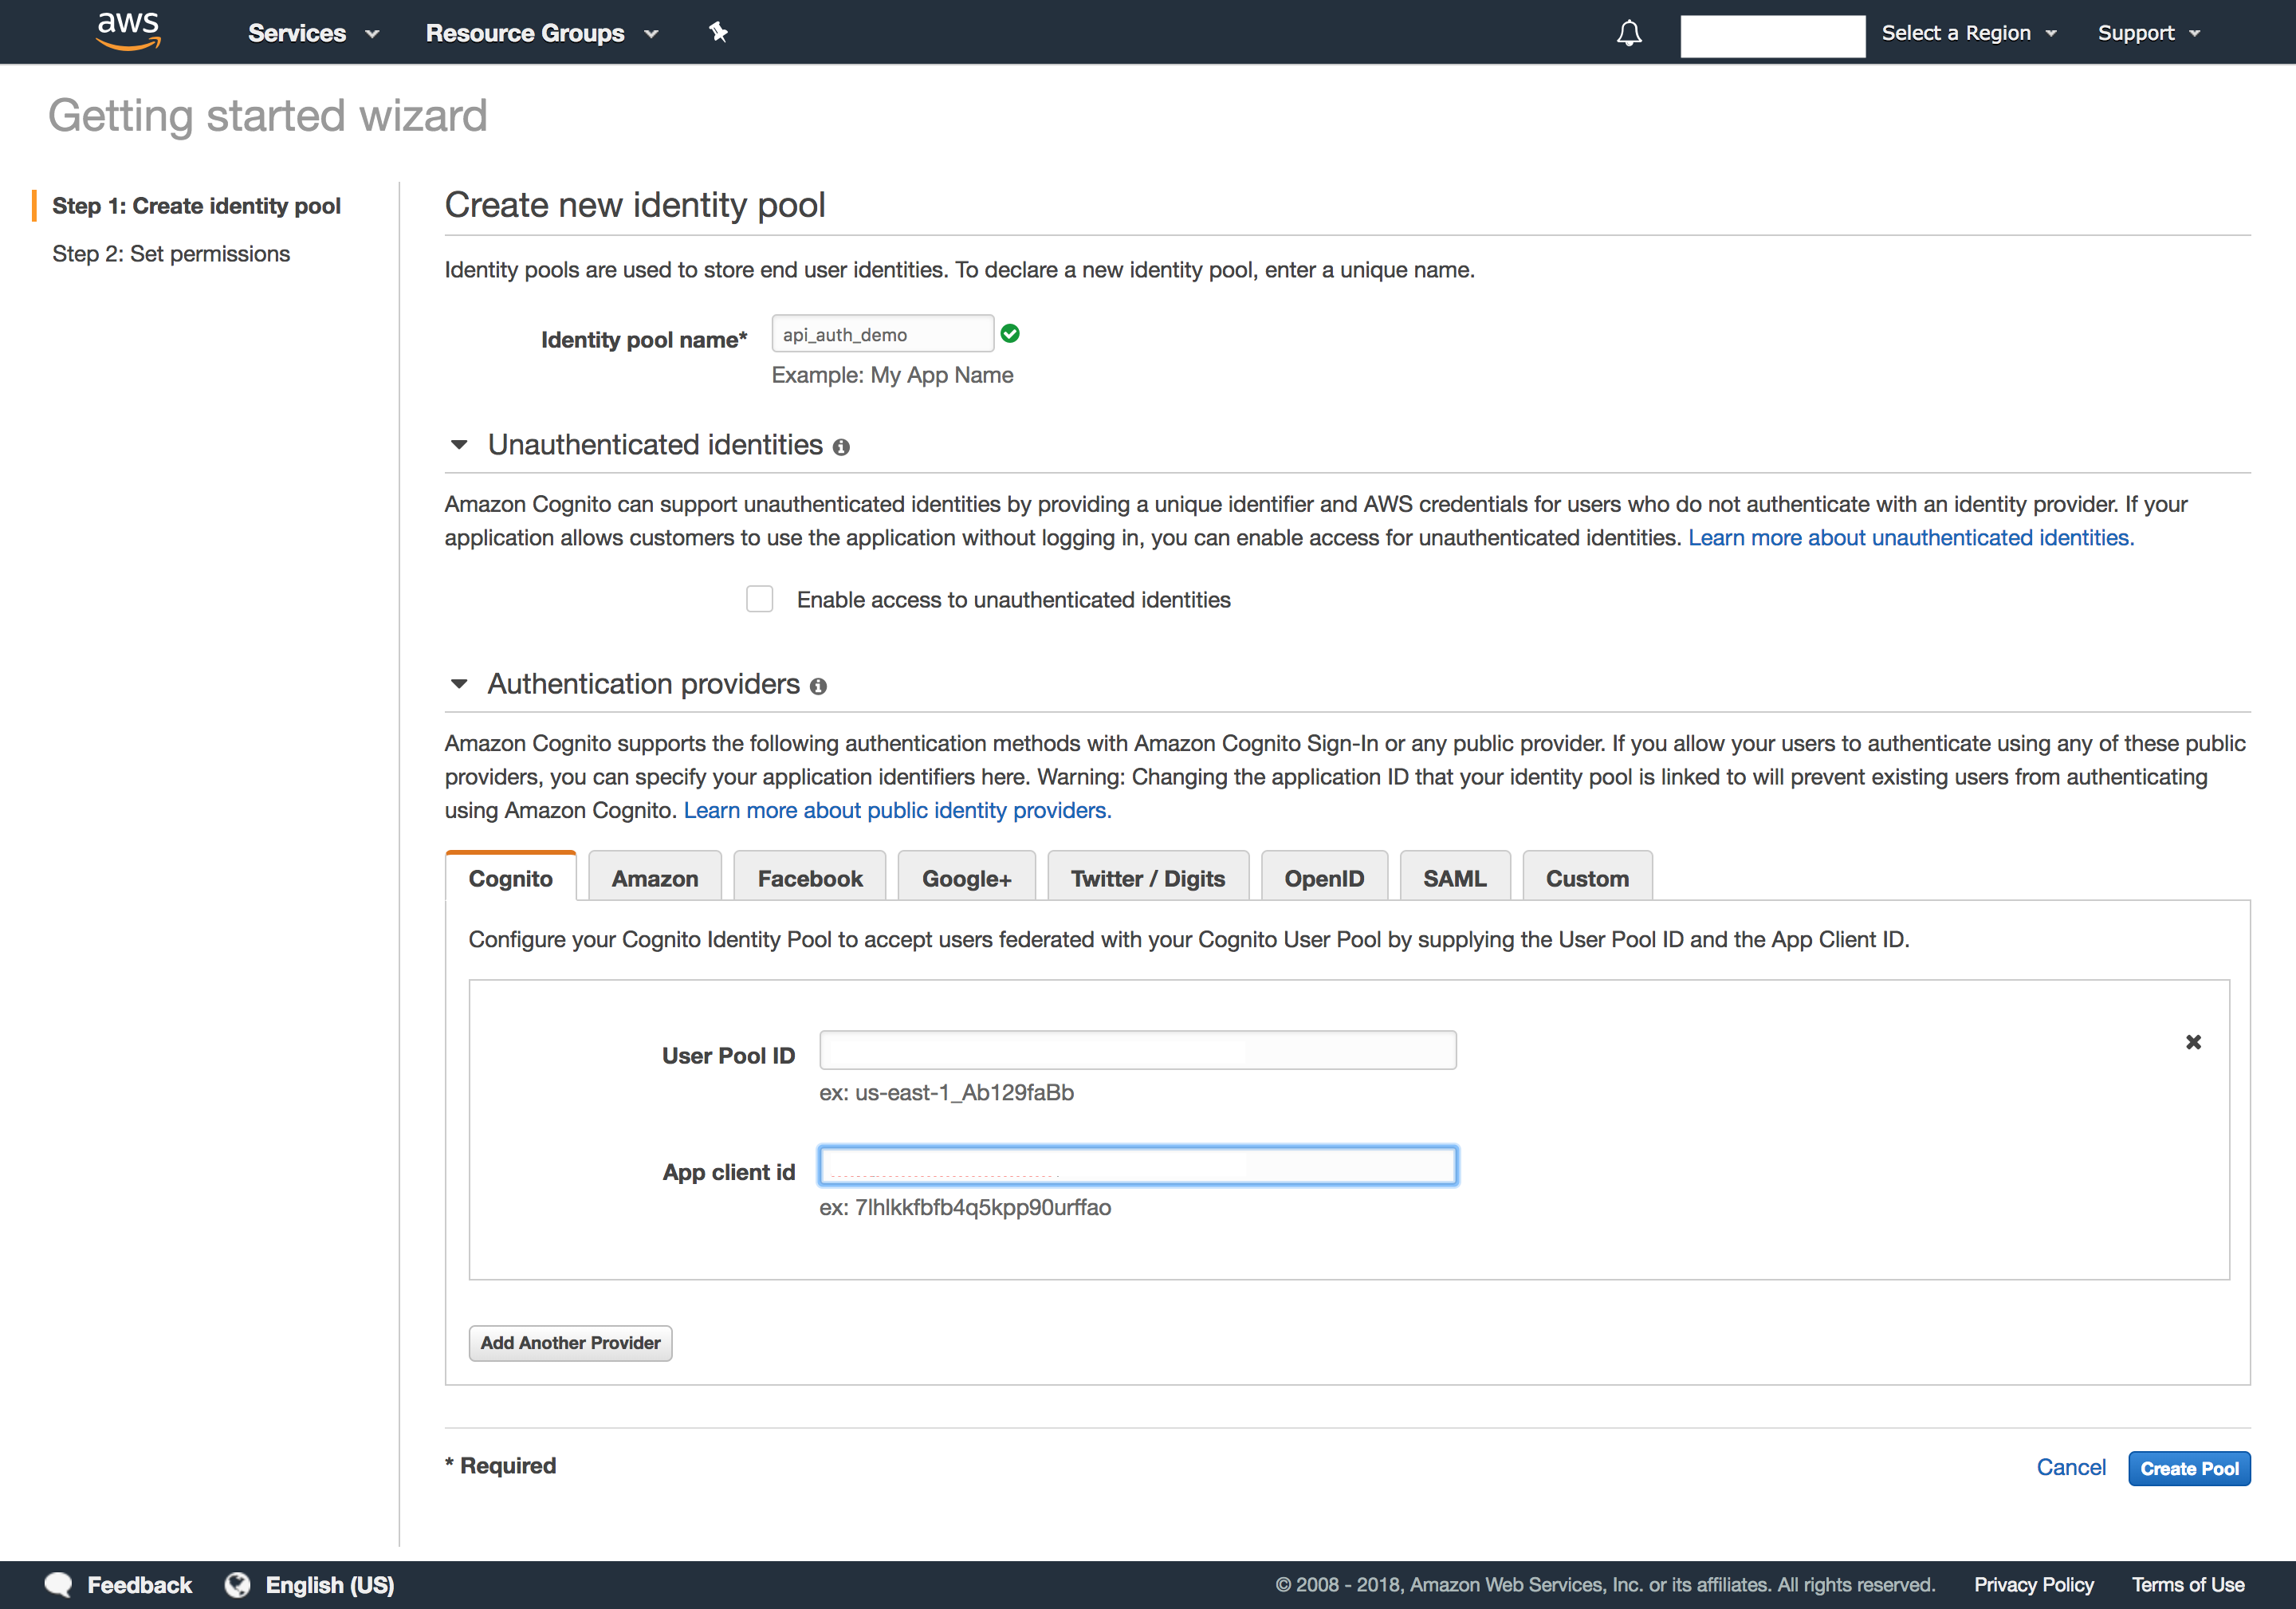 aws Services Resource Groups Select a Region Support
Getting started wizard
Step 1: Create identity pool
Step 2: Set permissions
Create new identity pool
Identity pools are used to store end user identities. To declare a new identity pool, enter a unique name.
Identity pool name* api_auth_demo
Example: My App Name
Unauthenticated identities
Amazon Cognito can support unauthenticated identities by providing a unique identifier and AWS credentials for users who do not authenticate with an identity provider. If your
application allows customers to use the application without logging in, you can enable access for unauthenticated identities. Learn more about unauthenticated identities.
Enable access to unauthenticated identities
Authentication providers
Amazon Cognito supports the following authentication methods with Amazon Cognito Sign-In or any public provider. If you allow your users to authenticate using any of these public
providers, you can specify your application identifiers here. Warning: Changing the application ID that your identity pool is linked to will prevent existing users from authenticating
using Amazon Cognito. Learn more about public identity providers.
Cognito Amazon Facebook Google+ Twitter / Digits OpenID SAML Custom
Configure your Cognito Identity Pool to accept users federated with your Cognito User Pool by supplying the User Pool ID and the App Client ID.
User Pool ID
ex: us-east-1_Ab129faBb
App client id
ex: 7lhlkkfbfb4q5kpp90urffao
Add Another Provider
* Required Cancel Create Pool
Feedback English (US) © 2008 - 2018, Amazon Web Services, Inc. or its affiliates. All rights reserved. Privacy Policy Terms of Use